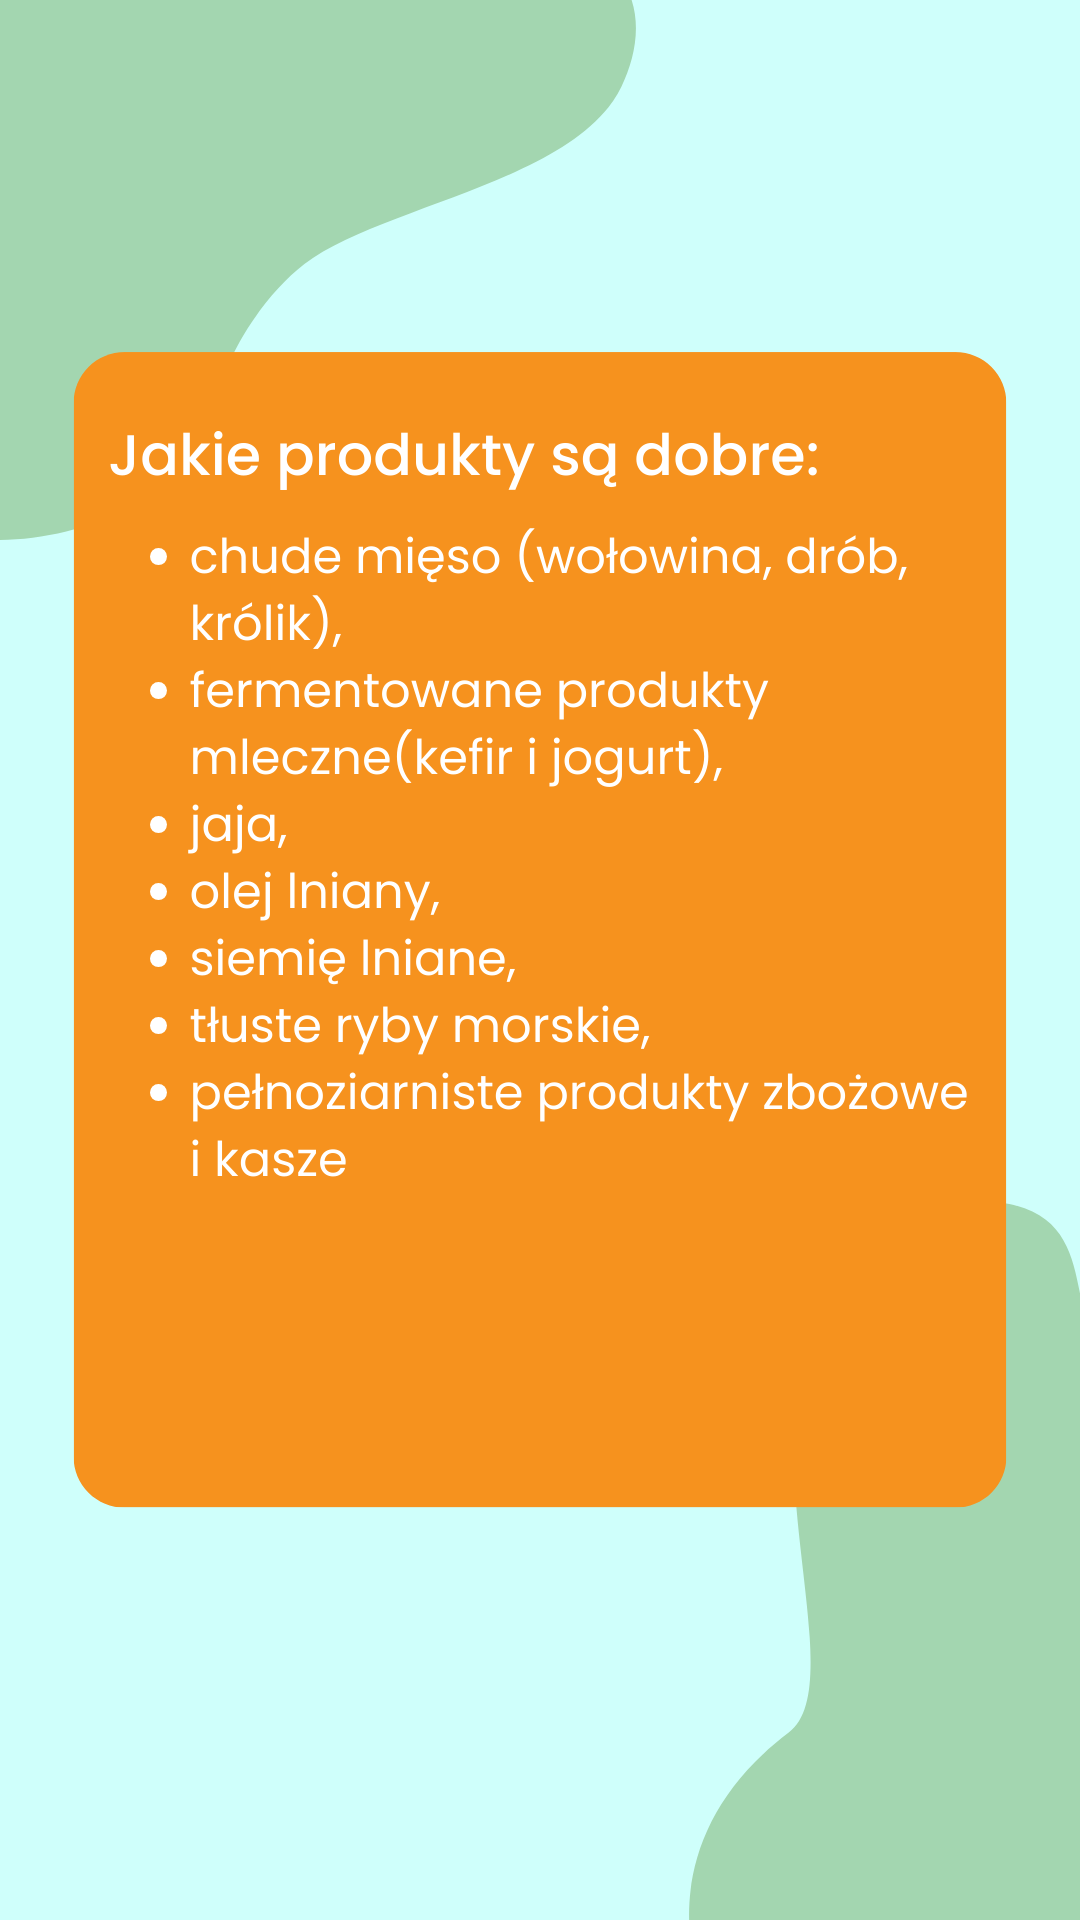 Jakie produkty są dobre:
• chude mięso (wołowina, drób,
królik),
• fermentowane produkty
mleczne(kefir i jogurt),
• jaja,
• olej lniany,
• siemię lniane,
• tłuste ryby morskie,
• pełnoziarniste produkty zbożowe
i kasze